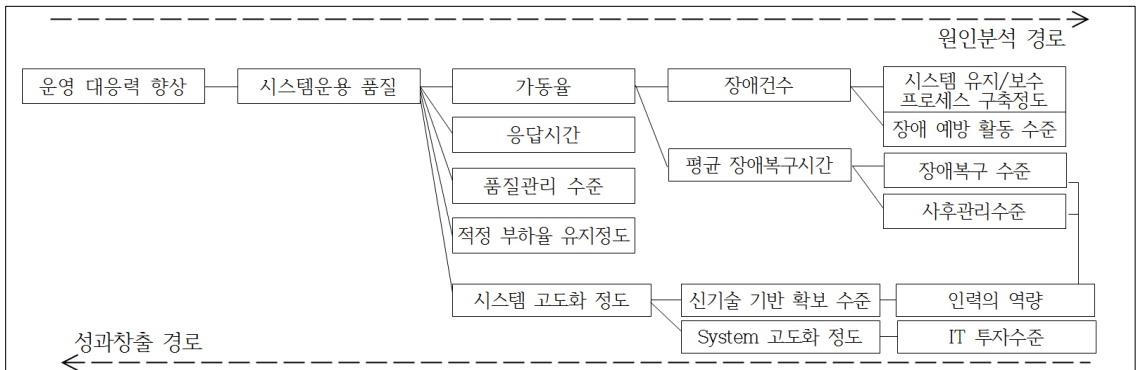 원인분석 경로
운영 대응력 향상
시스템운용 품질
가동율
장애건수
시스템 유지/보수
프로세스 구축정도
장애 예방 활동 수준
응답시간
평균 장애복구시간
장애복구 수준
품질관리 수준
사후관리수준
적정 부하율 유지정도
시스템 고도화 정도
신기술 기반 확보 수준
인력의 역량
System 고도화 정도
IT 투자수준
성과창출 경로